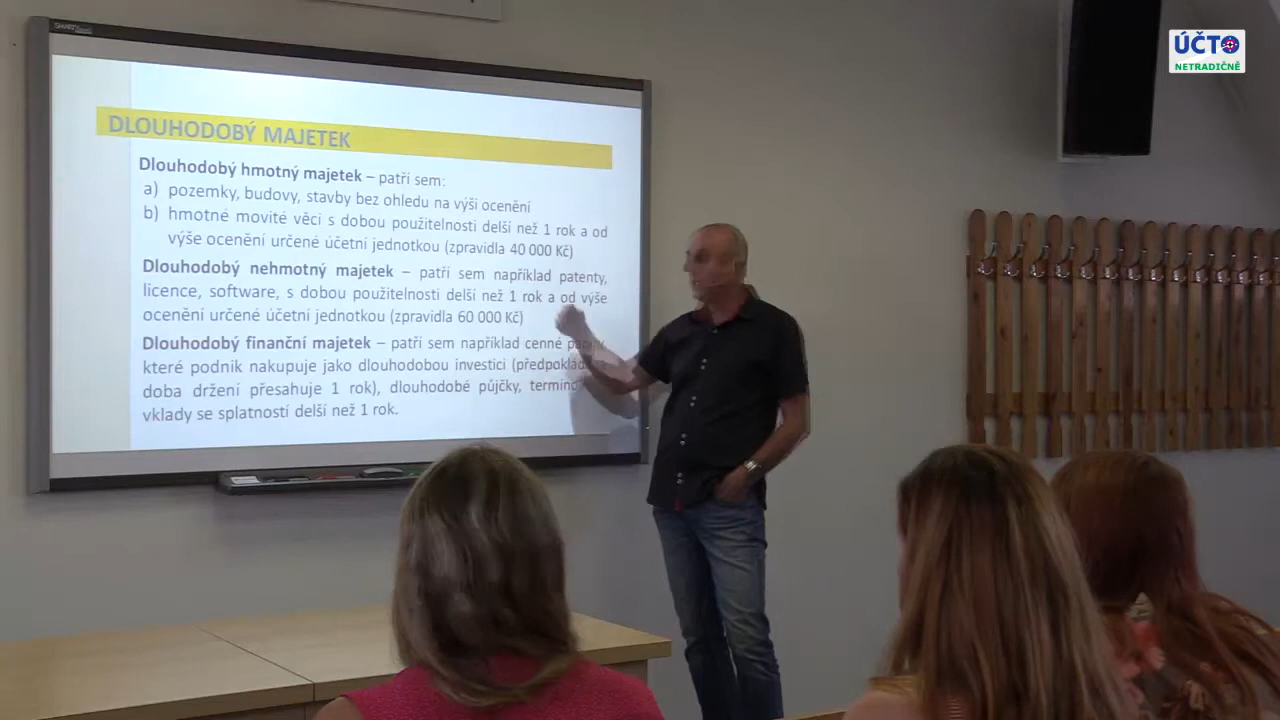 SMART
ÚČTO
NETRADIČNĚ
DLOUHODOBÝ MAJETEK
Dlouhodobý hmotný majetek – patří sem:
a) pozemky, budovy, stavby bez ohledu na výši ocenění
b) hmotné movité věci s dobou použitelnosti delší než 1 rok a od
výše ocenění určené účetní jednotkou (zpravidla 40 000 Kč)
Dlouhodobý nehmotný majetek – patří sem například patenty,
licence, software, s dobou použitelnosti delší než 1 rok a od výše
ocenění určené účetní jednotkou (zpravidla 60 000 Kč)
Dlouhodobý finanční majetek – patří sem například cenné
které podnik nakupuje jako dlouhodobou investici
doba držení přesahuje 1 rok), dlouhodobé půjčky,
vklady se splatností delší než 1 rok.